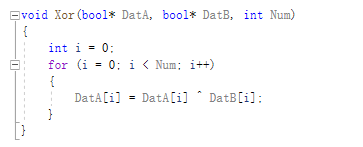 void Xor(bool* DatA, bool* DatB, int Num)
{
int i = 0;
for (i = 0; i < Num; i++)
{
DatA[i] = DatA[i] ^ DatB[i];
}
}